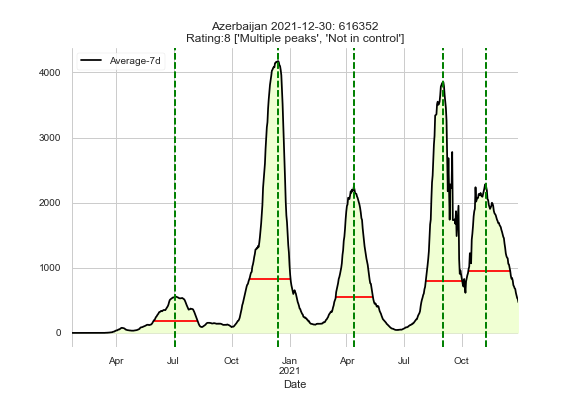 Azerbaijan 2021-12-30: 616352
Rating:8 ['Multiple peaks', 'Not in control']
Average-7d
4000
3000
2000
1000
0
Apr Jul Oct Jan Apr Jul Oct
2021
Date